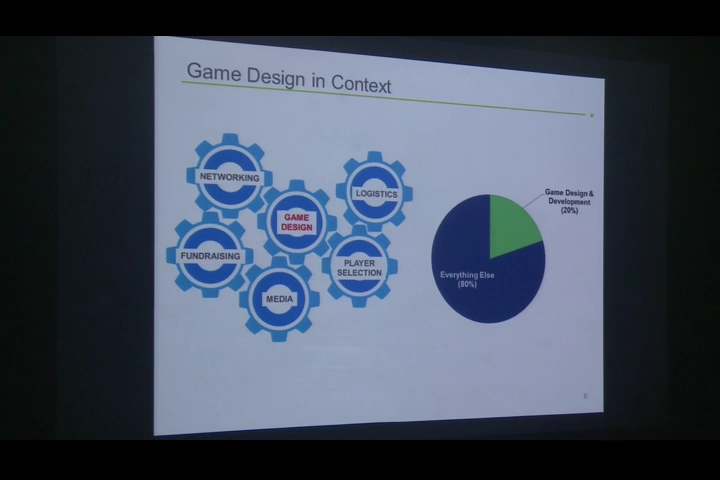 Game Design in Context
NETWORKING
LOGISTICS
GAME
DESIGN
FUNDRAISING
PLAYER
SELECTION
MEDIA
Game Design &
Development
(20%)
Everything Else
(80%)